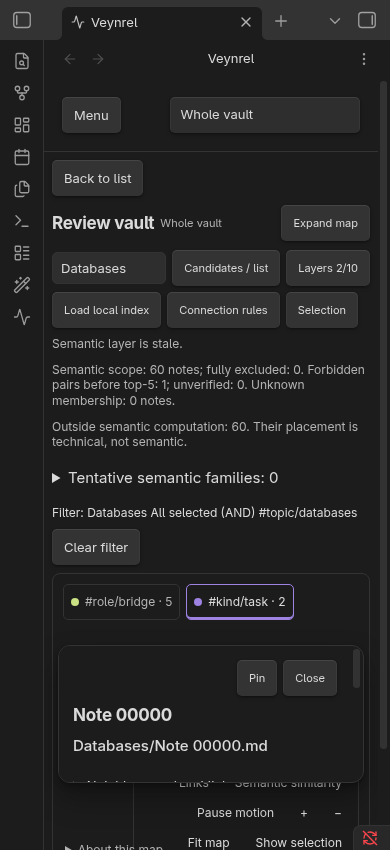 Veynrel
Veynrel
Menu
Whole vault
Back to list
Review vault Whole vault
Expand map
Databases
Candidates / list
Layers 2/10
Load local index
Connection rules
Selection
Semantic layer is stale.
Semantic scope: 60 notes; fully excluded: 0. Forbidden
pairs before top-5: 1; unverified: 0. Unknown
membership: 0 notes.
Outside semantic computation: 60. Their placement is
technical, not semantic.
Tentative semantic families: 0
Filter: Databases All selected (AND) #topic/databases
Clear filter
#role/bridge · 5
#kind/task · 2
Pin
Close
Note 00000
Databases/Note 00000.md
Links
Semantic similarity
Pause motion
+
−
About this map
Fit map
Show selection